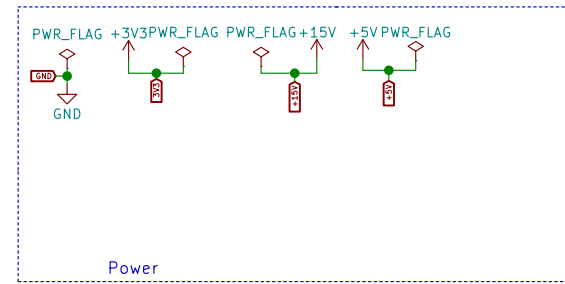 PWR_FLAG +3V3 PWR_FLAG PWR_FLAG +15V +5V PWR_FLAG
GND
3V3
+15V
+5V
GND
Power